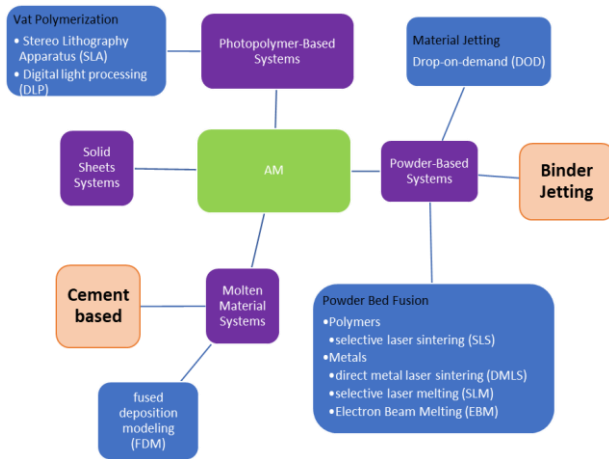 Vat Polymerization
• Stereo Lithography
Apparatus (SLA)
• Digital light processing
(DLP)
Photopolymer-Based
Systems
Material Jetting
Drop-on-demand (DOD)
Solid
Sheets
Systems
AM
Powder-Based
Systems
Binder
Jetting
Cement
based
Molten
Material
Systems
Powder Bed Fusion
•Polymers
•selective laser sintering (SLS)
•Metals
•direct metal laser sintering (DMLS)
•selective laser melting (SLM)
•Electron Beam Melting (EBM)
fused
deposition
modeling
(FDM)